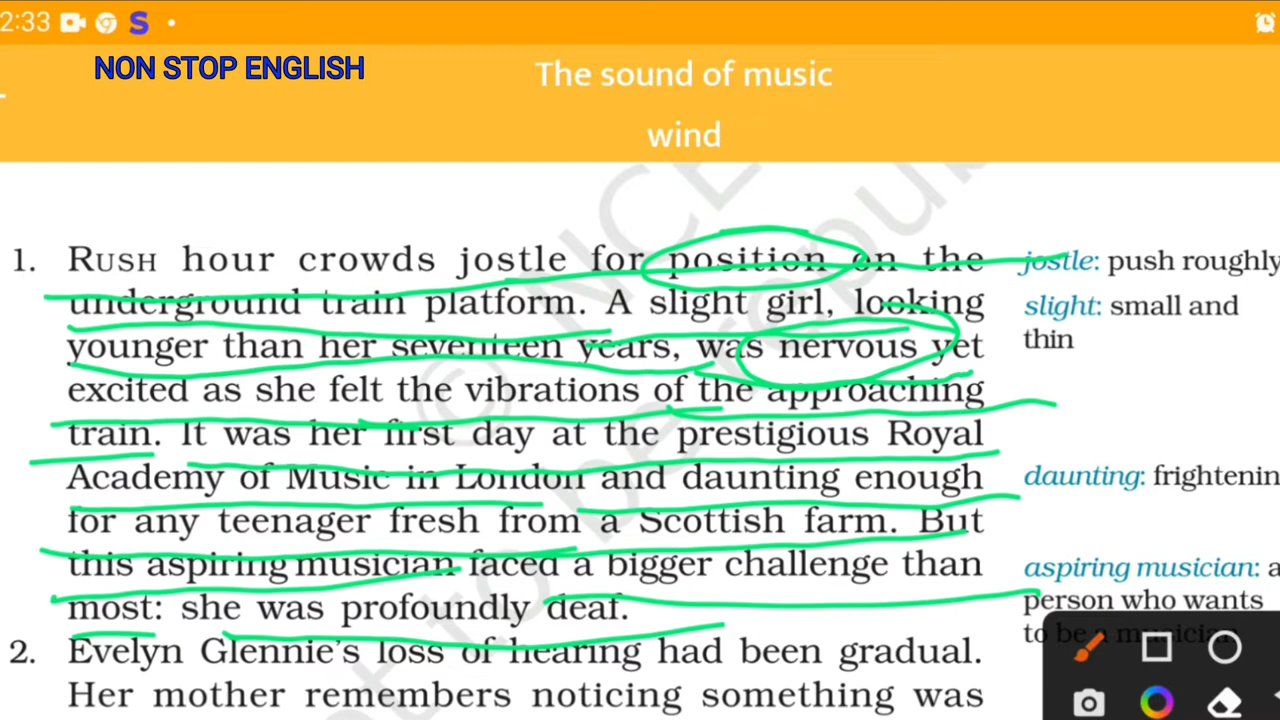 2:33 S
NON STOP ENGLISH
The sound of music
wind
1. RUSH hour crowds jostle for position on the
underground train platform. A slight girl, looking
younger than her seventeen years, was nervous yet
excited as she felt the vibrations of the approaching
train. It was her first day at the prestigious Royal
Academy of Music in London and daunting enough
for any teenager fresh from a Scottish farm. But
this aspiring musician faced a bigger challenge than
most: she was profoundly deaf.
2. Evelyn Glennie's loss of hearing had been gradual.
Her mother remembers noticing something was
jostle: push roughly
slight: small and
thin
daunting: frightenin
aspiring musician: a
person who wants
to be a musician